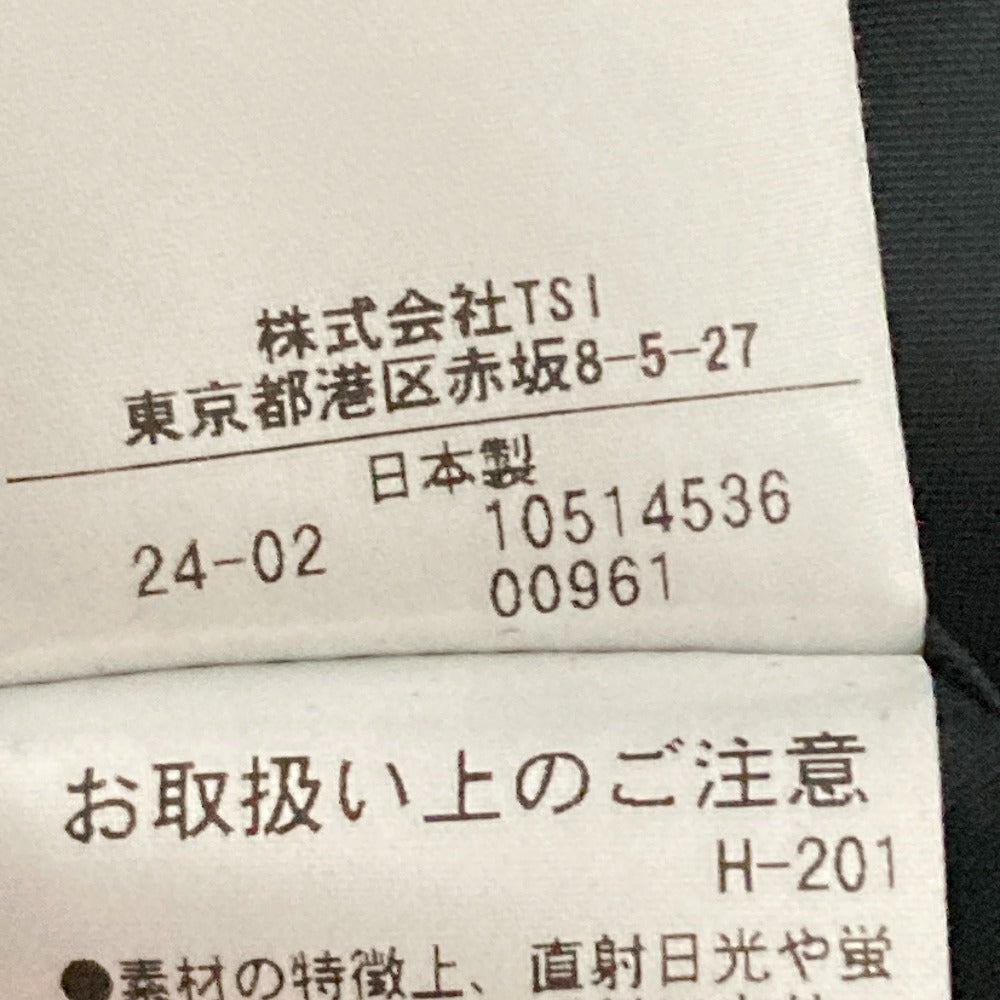 株式会社TSI
東京都港区赤坂8-5-27
日本製
24-02 10514536
00961
お取扱い上のご注意
H-201
●素材の特徴上、直射日光や蛍